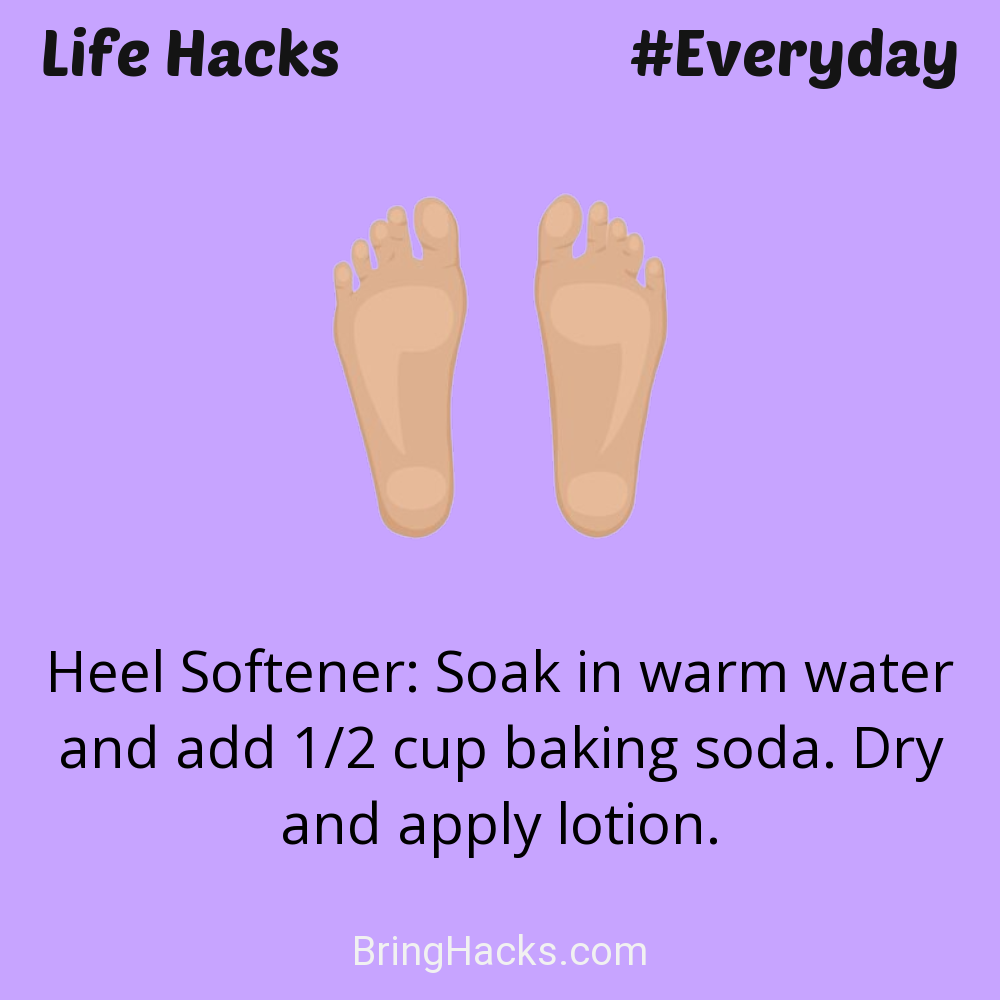 Life Hacks
#Everyday
Heel Softener: Soak in warm water
and add 1/2 cup baking soda. Dry
and apply lotion.
BringHacks.com